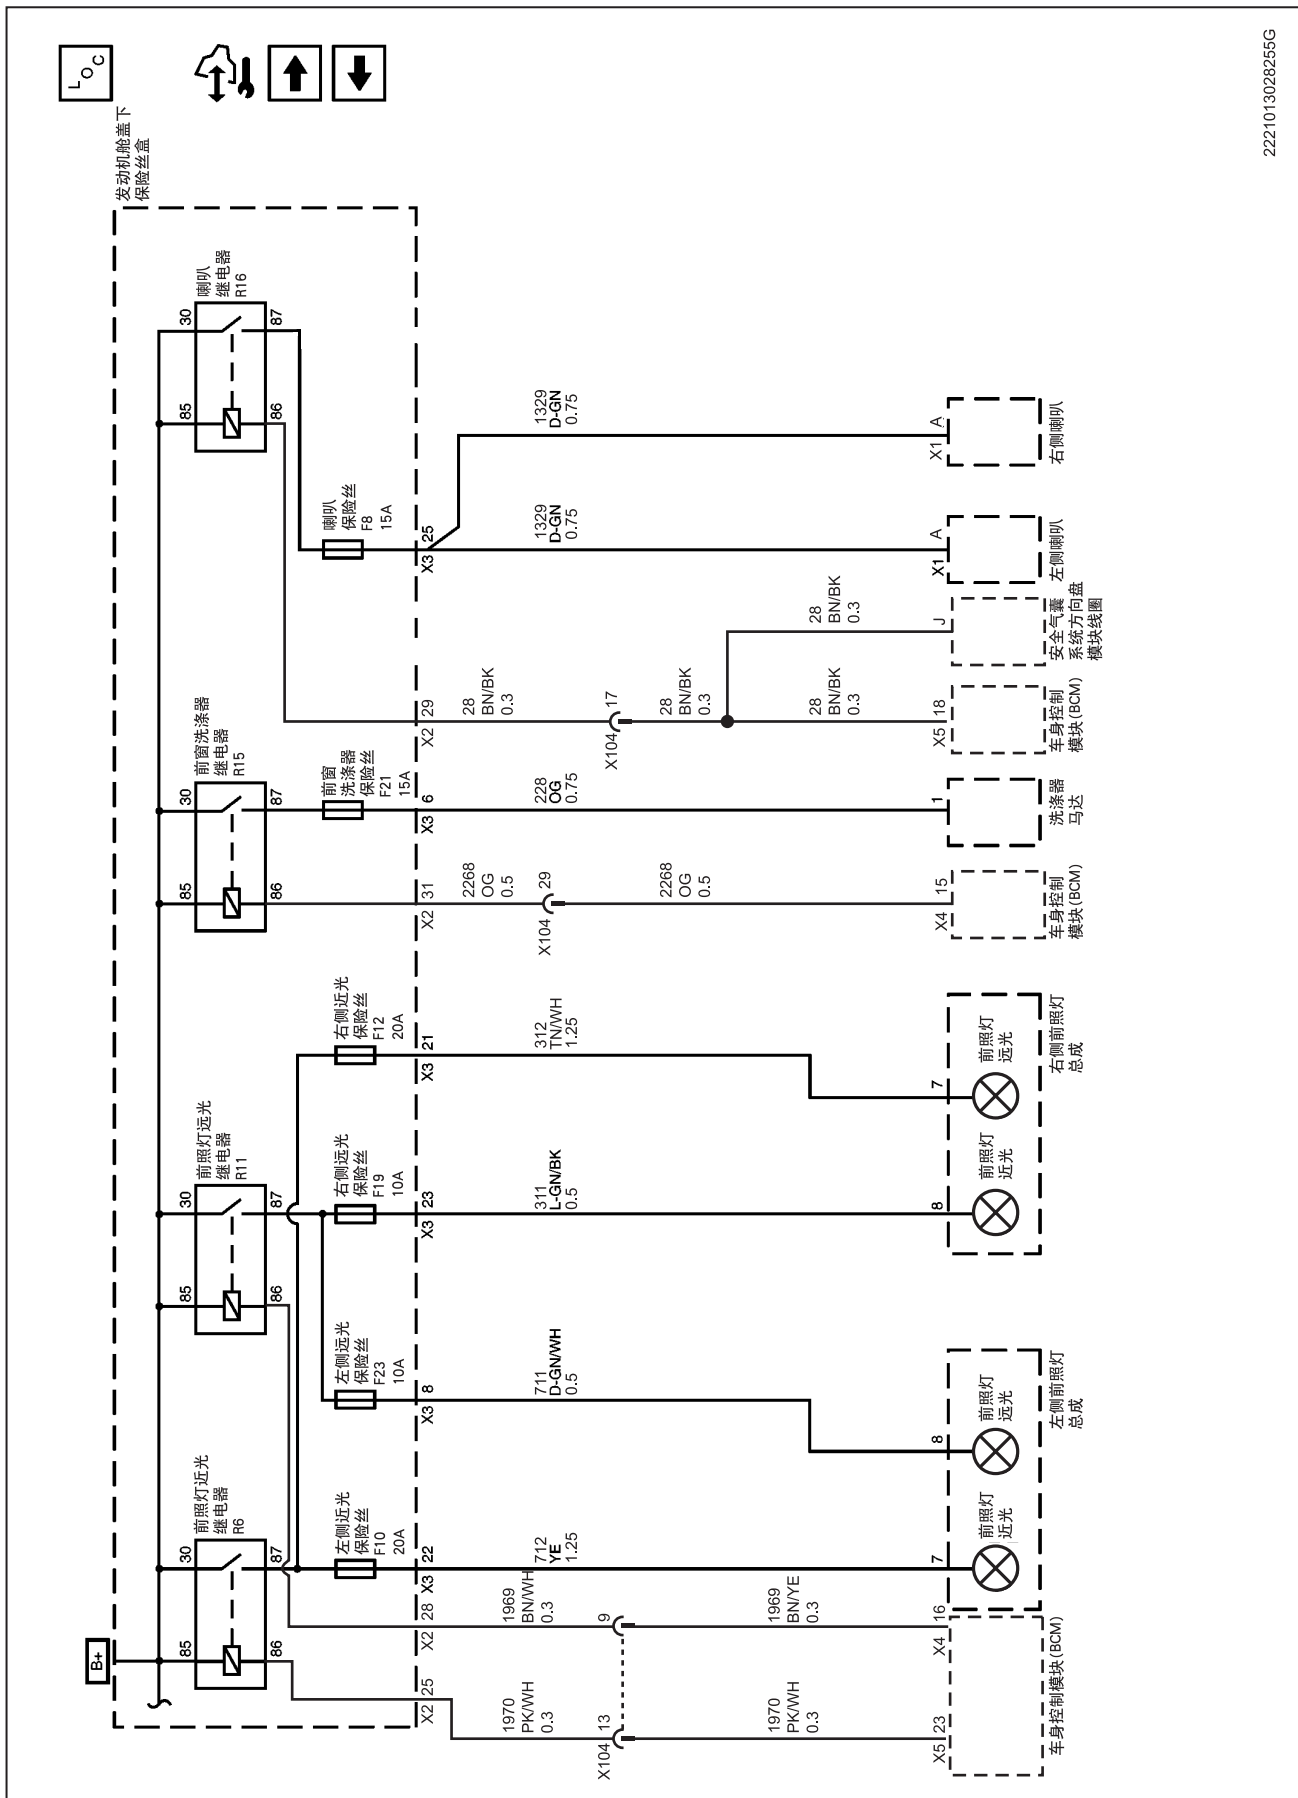 LOC
发动机舱盖下
保险丝盒
B+
前照灯近光
继电器
R6
85
30
86
87
前照灯远光
继电器
R11
85
30
86
87
前窗洗涤器
继电器
R15
85
30
86
87
喇叭
继电器
R16
85
30
86
87
左侧近光
保险丝
F10
20A
左侧远光
保险丝
F23
10A
右侧远光
保险丝
F19
10A
右侧近光
保险丝
F12
20A
前窗
洗涤器
保险丝
F21
15A
喇叭
保险丝
F8
15A
X2 25
X2 28
X3 22
X3 8
X3 23
X3 21
X2 31
X3 6
X2 29
X3 25
1970
PK/WH
0.3
1969
BN/WH
0.3
712
YE
1.25
711
D-GN/WH
0.5
311
L-GN/BK
0.5
312
TN/WH
1.25
2268
OG
0.5
228
OG
0.75
28
BN/BK
0.3
1329
D-GN
0.75
1329
D-GN
0.75
X104 13
9
X104 29
X104 17
1970
PK/WH
0.3
1969
BN/YE
0.3
2268
OG
0.5
28
BN/BK
0.3
28
BN/BK
0.3
28
BN/BK
0.3
X5 23
X4 16
7
8
8
7
X4 15
1
X5 18
J
X1 A
X1 A
前照灯
近光
前照灯
远光
前照灯
近光
前照灯
远光
车身控制模块(BCM)
左侧前照灯
总成
右侧前照灯
总成
车身控制
模块(BCM)
洗涤器
马达
车身控制
模块(BCM)
安全气囊
系统方向盘
模块线圈
左侧喇叭
右侧喇叭
2221013028255G